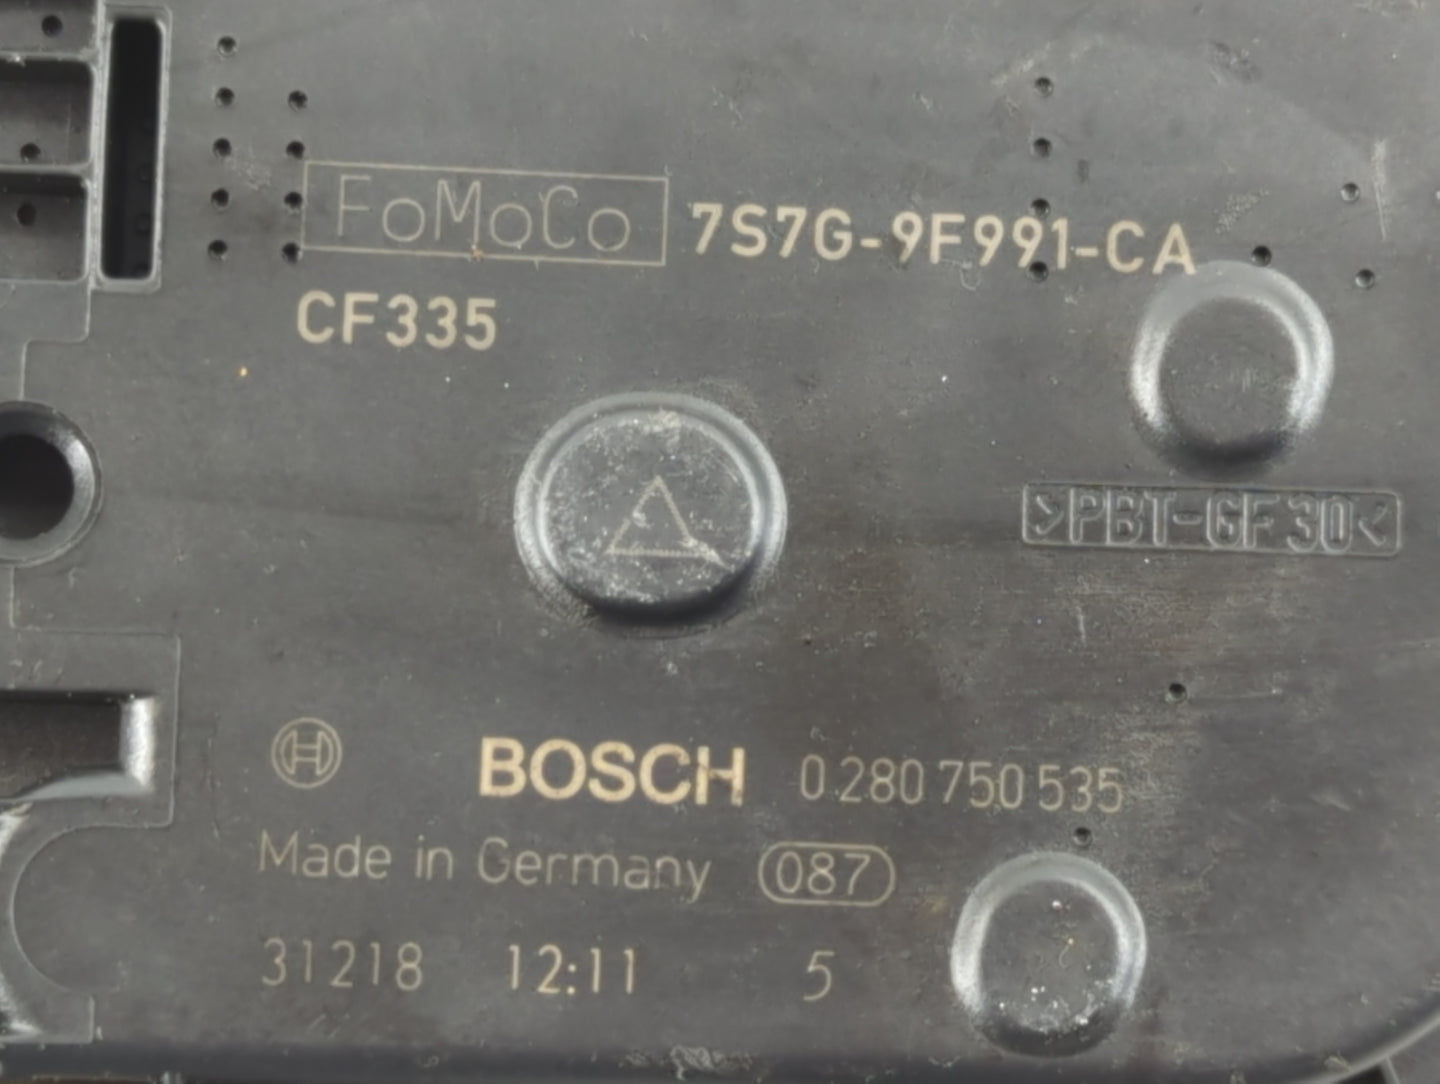 FoMoCo 7S7G-9F991-CA
CF335
>PBT-GF30<
BOSCH 0 280 750 535
Made in Germany 087
31218 12:11 5